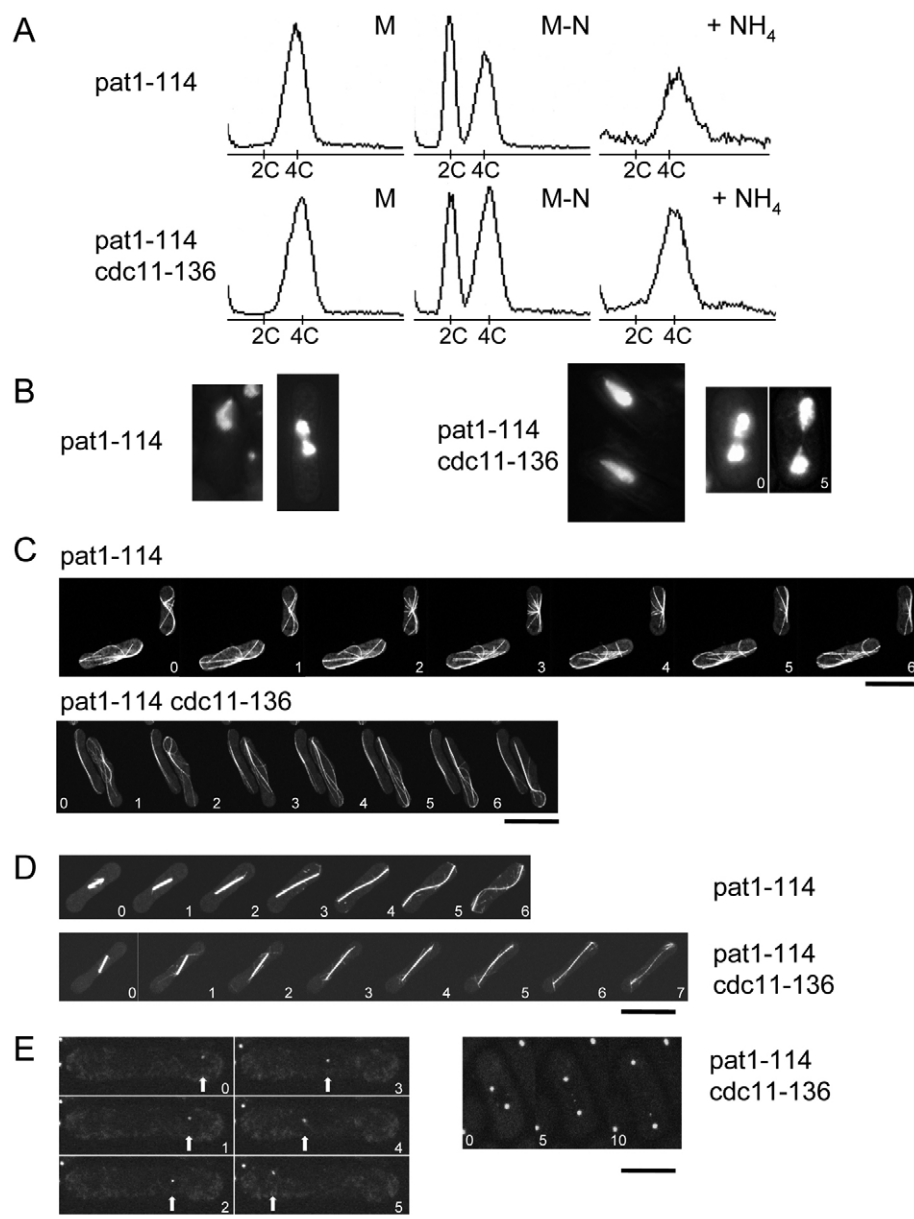 A
M
M-N
+ NH4
pat1-114
2C 4C
2C 4C
2C 4C
M
M-N
+ NH4
pat1-114
cdc11-136
2C 4C
2C 4C
2C 4C
B
pat1-114
pat1-114
cdc11-136
0
5
C
pat1-114
0 1 2 3 4 5 6
pat1-114 cdc11-136
0 1 2 3 4 5 6
D
0 1 2 3 4 5 6
pat1-114
0 1 2 3 4 5 6 7
pat1-114
cdc11-136
E
0 3
1 4
2 5
0 5 10
pat1-114
cdc11-136